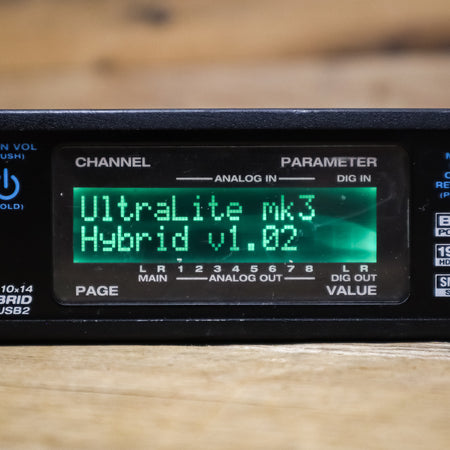 CHANNEL PARAMETER
ANALOG IN DIG IN
UltraLite mk3
Hybrid v1.02
L R 1 2 3 4 5 6 7 8 L R
MAIN ANALOG OUT DIG OUT
PAGE VALUE
VOL
10x14
USB2